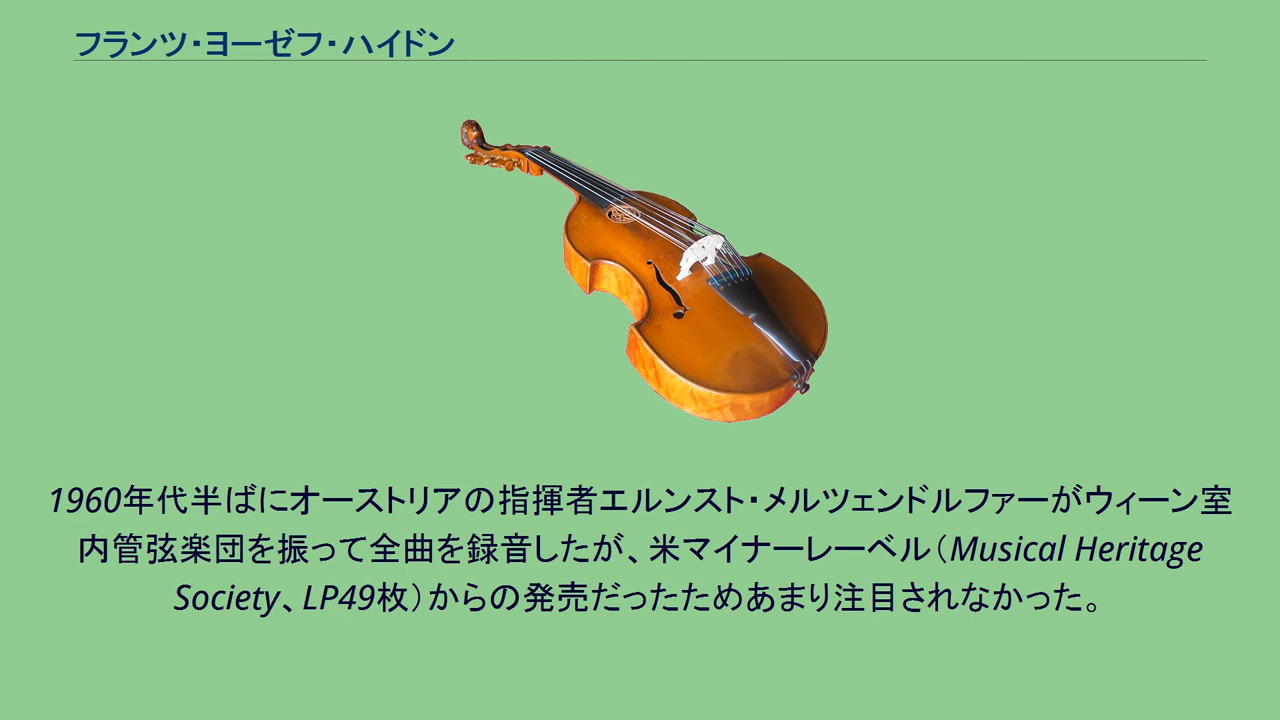 フランツ・ヨーゼフ・ハイドン
1960年代半ばにオーストリアの指揮者エルンスト・メルツェンドルファーがウィーン室
内管弦楽団を振って全曲を録音したが、米マイナーレーベル（Musical Heritage
Society、LP49枚）からの発売だったためあまり注目されなかった。